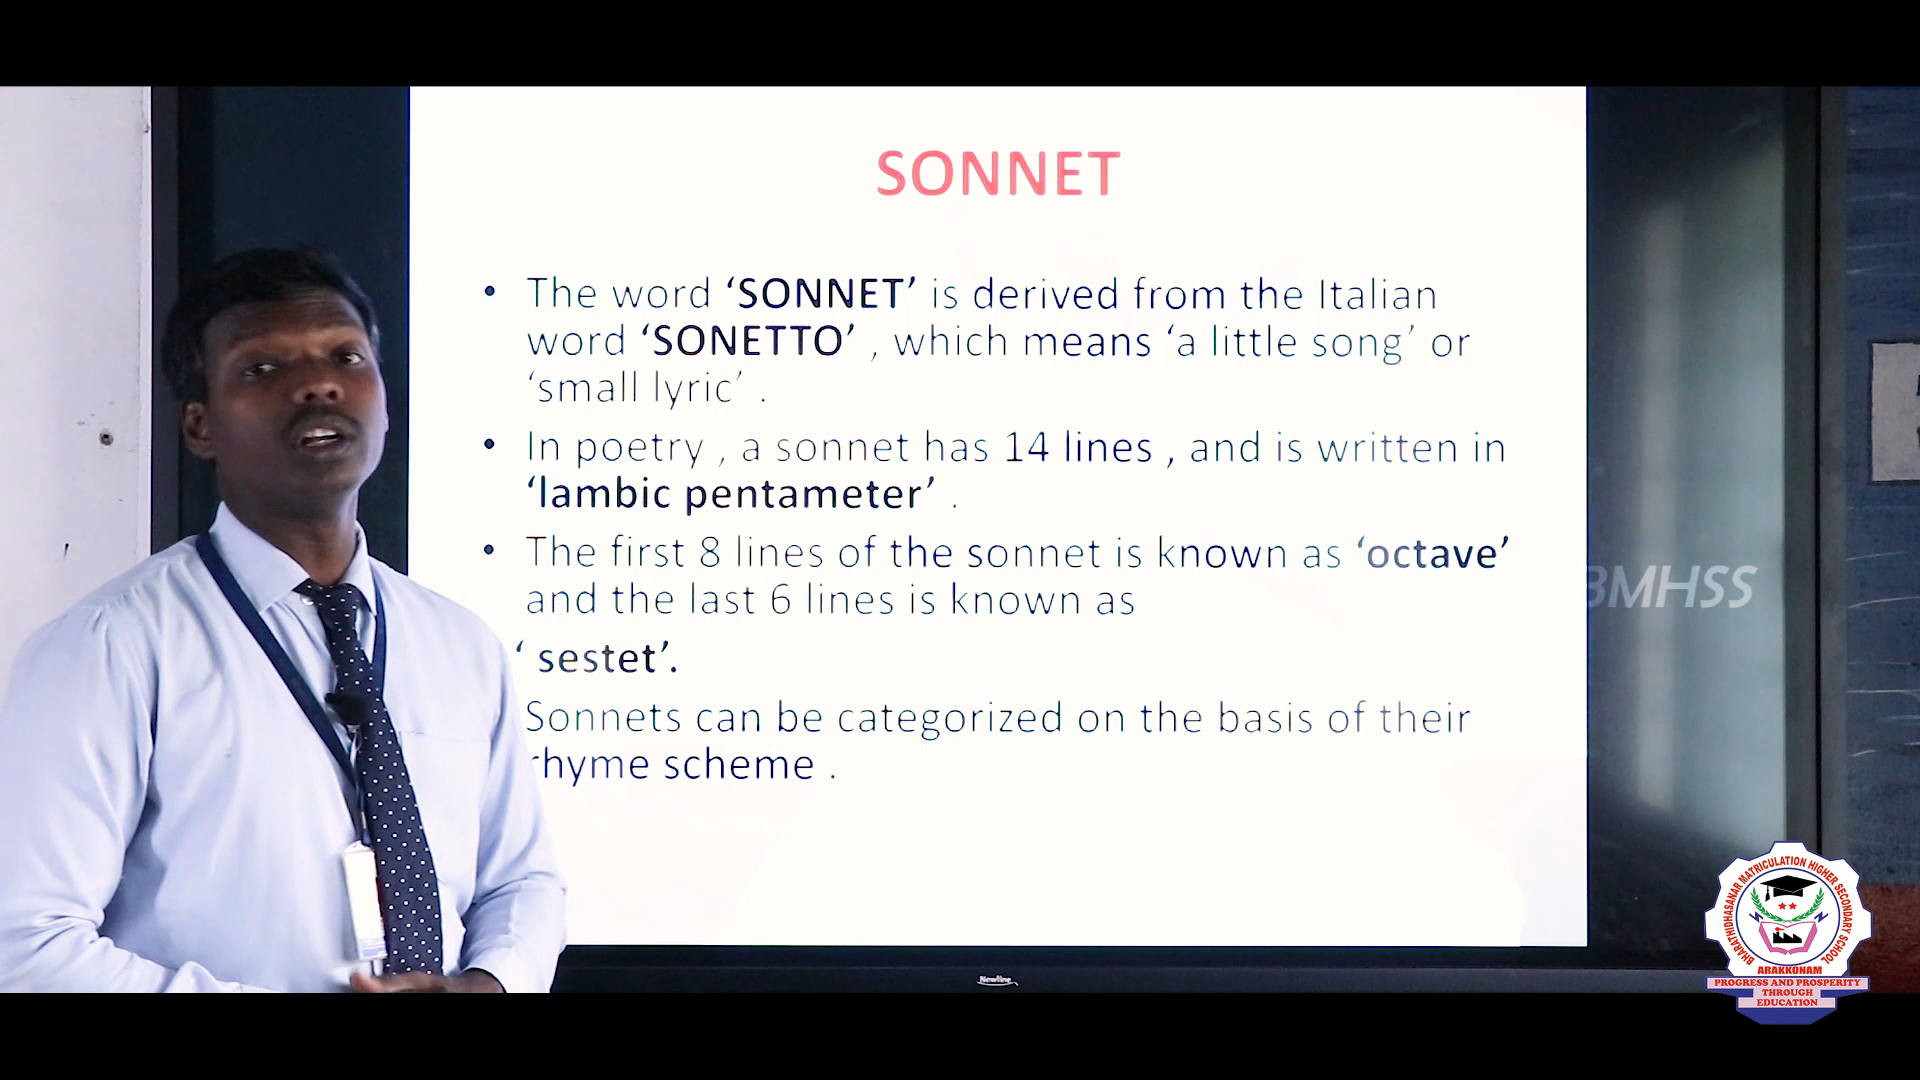 SONNET
• The word ‘SONNET’ is derived from the Italian
word ‘SONETTO’ , which means ‘a little song’ or
‘small lyric’ .
• In poetry , a sonnet has 14 lines , and is written in
‘Iambic pentameter’ .
• The first 8 lines of the sonnet is known as ‘octave’
and the last 6 lines is known as
‘ sestet’.
Sonnets can be categorized on the basis of their
rhyme scheme .
BMHSS
Newline
BHARATHIDHASANAR MATRICULATION HIGHER SECONDARY SCHOOL
ARAKKONAM
PROGRESS AND PROSPERITY
THROUGH
EDUCATION